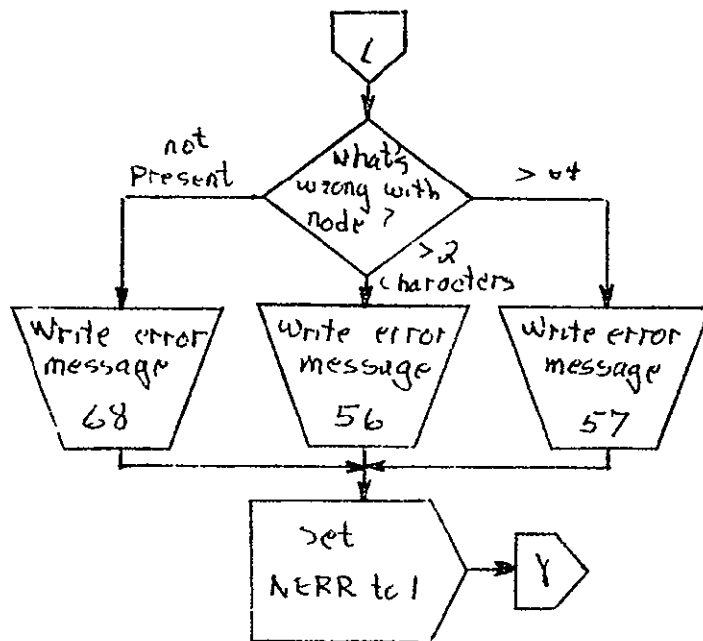 L
not
Present
What's
wrong with
node ?
>
>2
characters
Write error
message
68
Write error
message
56
Write error
message
57
Set
NERR to 1
Y